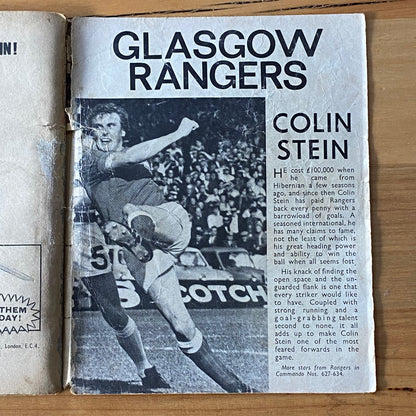 IN!
THEM
DAY!
, London, E.C.4.
GLASGOW
RANGERS
50
SCOTCH
COLIN
STEIN
HE cost £100,000 when
he came from
Hibernian a few seasons
ago, and since then Colin
Stein has paid Rangers
back every penny with a
barrowload of goals. A
seasoned international, he
has many claims to fame,
not the least of which is
his great heading power
and ability to win the
ball when all seems lost.
His knack of finding the
open space and the un-
guarded flank is one that
every striker would like
to have. Coupled with
strong running and a
goal-grabbing talent
second to none, it all
adds up to make Colin
Stein one of the most
feared forwards in the
game.
More stars from Rangers in
Commando Nos. 627-634.